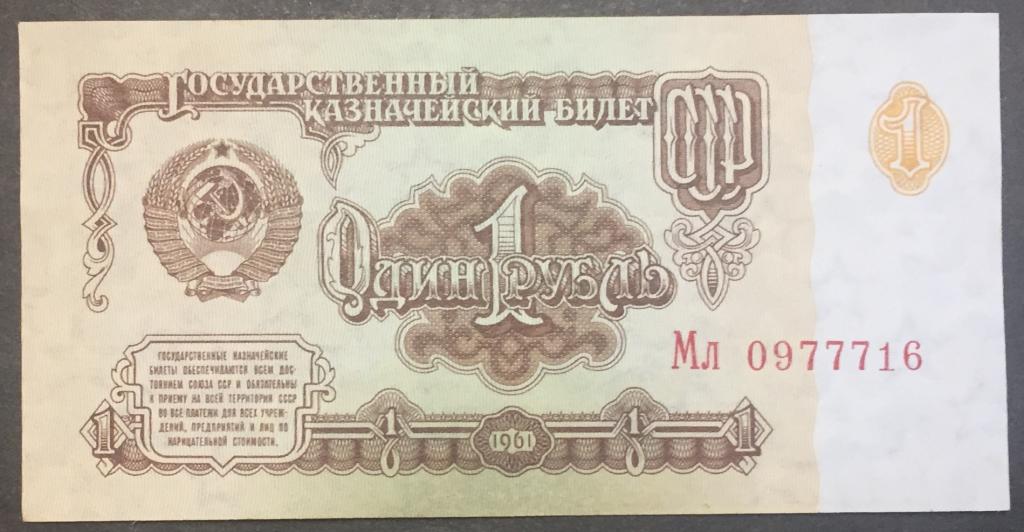 Государственный
казначейский билет
СССР
1
Один 1 рубль
Мл 0977716
ГОСУДАРСТВЕННЫЕ КАЗНАЧЕЙСКИЕ
БИЛЕТЫ ОБЕСПЕЧИВАЮТСЯ ВСЕМ ДОС-
ТОЯНИЕМ СОЮЗА ССР И ОБЯЗАТЕЛЬНЫ
К ПРИЕМУ НА ВСЕЙ ТЕРРИТОРИИ СССР
ВО ВСЕ ПЛАТЕЖИ ДЛЯ ВСЕХ УЧРЕЖ-
ДЕНИЙ, ПРЕДПРИЯТИЙ И ЛИЦ ПО
НАРИЦАТЕЛЬНОЙ СТОИМОСТИ.
1 1 1961 1 1